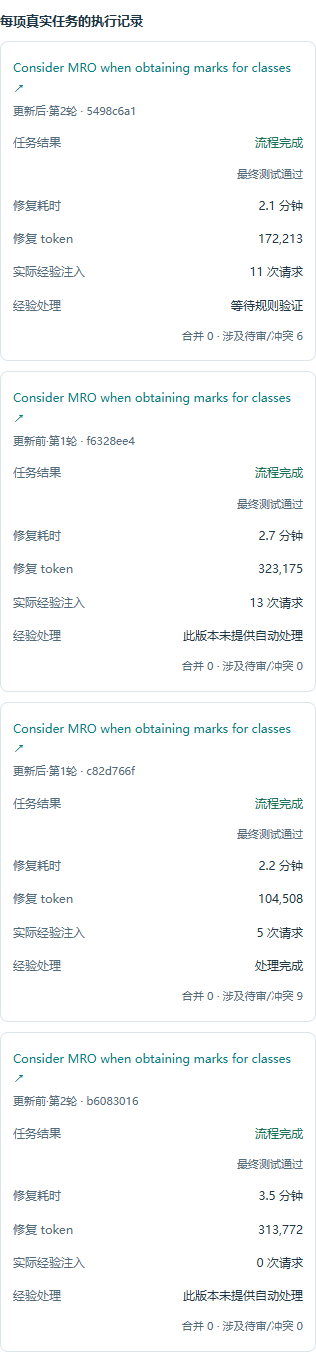 每项真实任务的执行记录
Consider MRO when obtaining marks for classes
↗
更新后·第2轮 · 5498c6a1
任务结果 流程完成
最终测试通过
修复耗时 2.1 分钟
修复 token 172,213
实际经验注入 11 次请求
经验处理 等待规则验证
合并 0 · 涉及待审/冲突 6
Consider MRO when obtaining marks for classes
↗
更新前·第1轮 · f6328ee4
任务结果 流程完成
最终测试通过
修复耗时 2.7 分钟
修复 token 323,175
实际经验注入 13 次请求
经验处理 此版本未提供自动处理
合并 0 · 涉及待审/冲突 0
Consider MRO when obtaining marks for classes
↗
更新后·第1轮 · c82d766f
任务结果 流程完成
最终测试通过
修复耗时 2.2 分钟
修复 token 104,508
实际经验注入 5 次请求
经验处理 处理完成
合并 0 · 涉及待审/冲突 9
Consider MRO when obtaining marks for classes
↗
更新前·第2轮 · b6083016
任务结果 流程完成
最终测试通过
修复耗时 3.5 分钟
修复 token 313,772
实际经验注入 0 次请求
经验处理 此版本未提供自动处理
合并 0 · 涉及待审/冲突 0